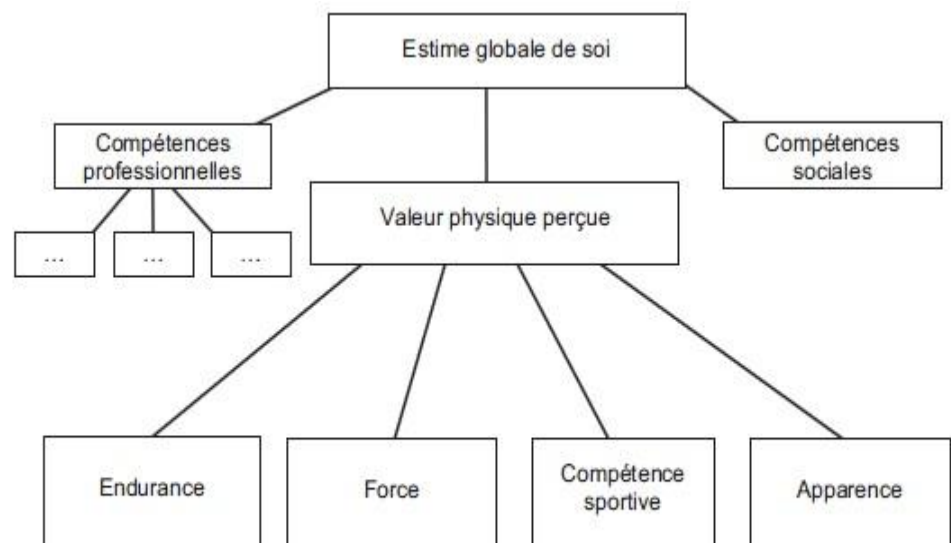 Estime globale de soi
Compétences
professionnelles
Compétences
sociales
Valeur physique perçue
...
...
...
Endurance
Force
Compétence
sportive
Apparence